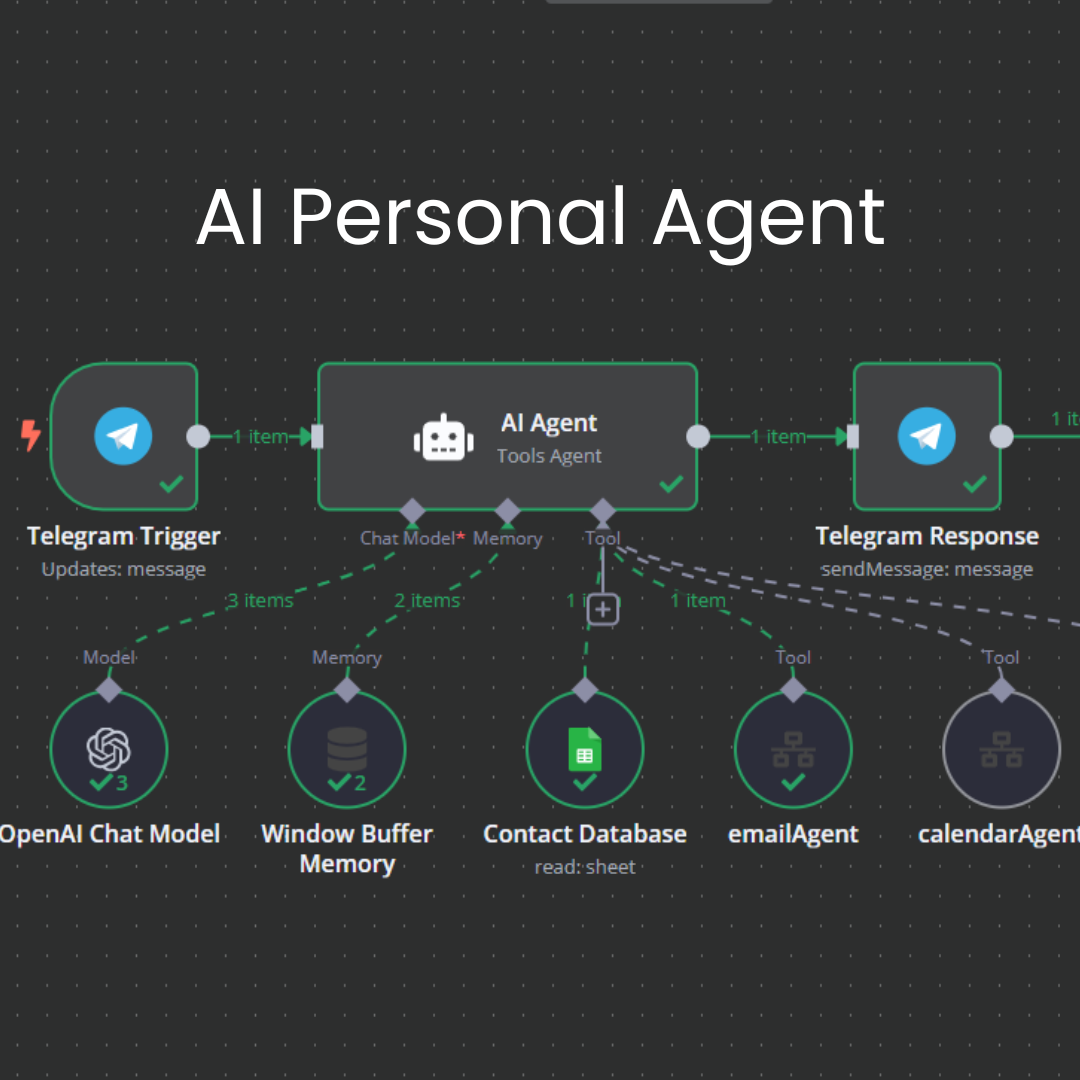 AI Personal Agent
1 item
AI Agent
Tools Agent
1 item
1 it
Telegram Trigger
Updates: message
Chat Model* Memory Tool
Telegram Response
sendMessage: message
3 items
2 items
1 i
1 item
Model
Memory
Tool
Tool
3
2
OpenAI Chat Model
Window Buffer
Memory
Contact Database
read: sheet
emailAgent
calendarAgent